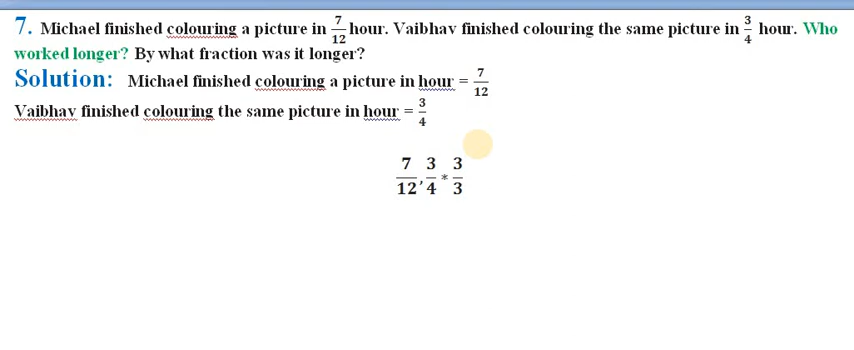 7. Michael finished colouring a picture in 7/12 hour. Vaibhav finished colouring the same picture in 3/4 hour. Who
worked longer? By what fraction was it longer?
Solution: Michael finished colouring a picture in hour = 7/12
Vaibhav finished colouring the same picture in hour = 3/4
7/12, 3/4 * 3/3